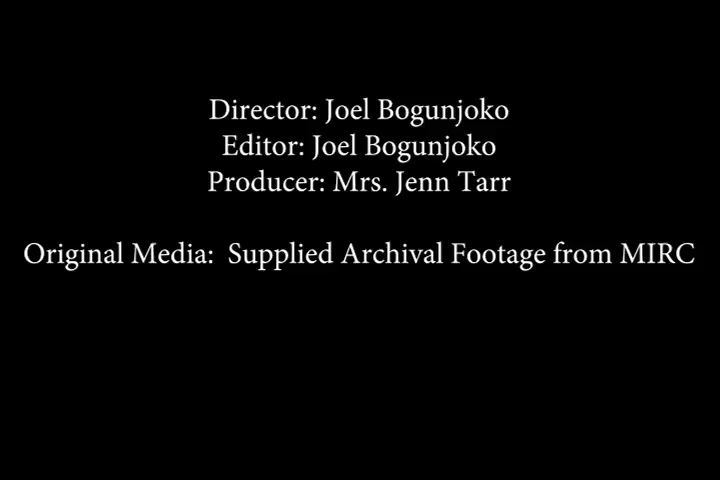 Director: Joel Bogunjoko
Editor: Joel Bogunjoko
Producer: Mrs. Jenn Tarr
Original Media:  Supplied Archival Footage from MIRC